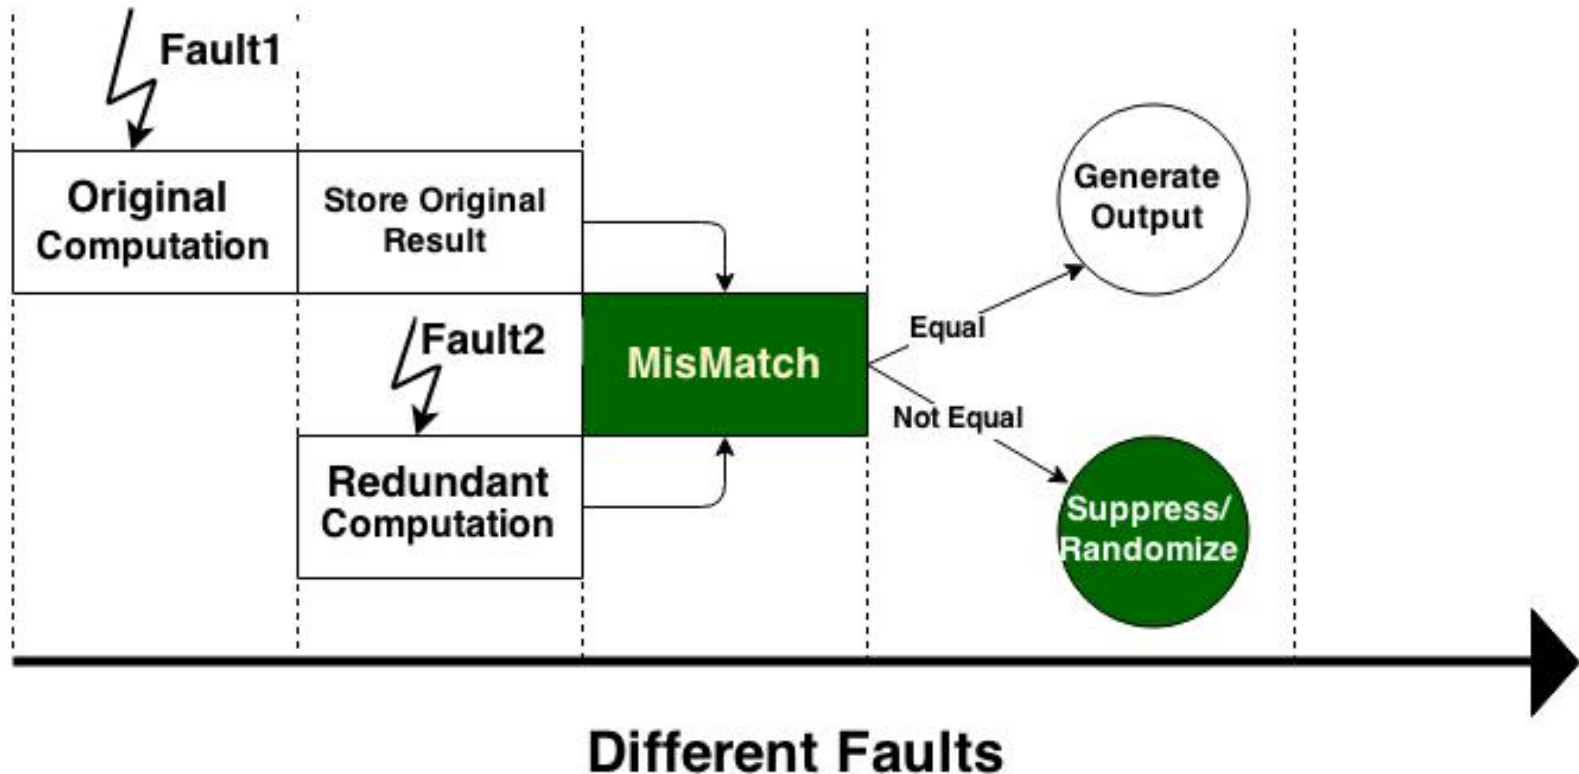 Fault1
Original
Computation
Store Original
Result
Fault2
MisMatch
Redundant
Computation
Equal
Not Equal
Generate
Output
Suppress/
Randomize
Different Faults